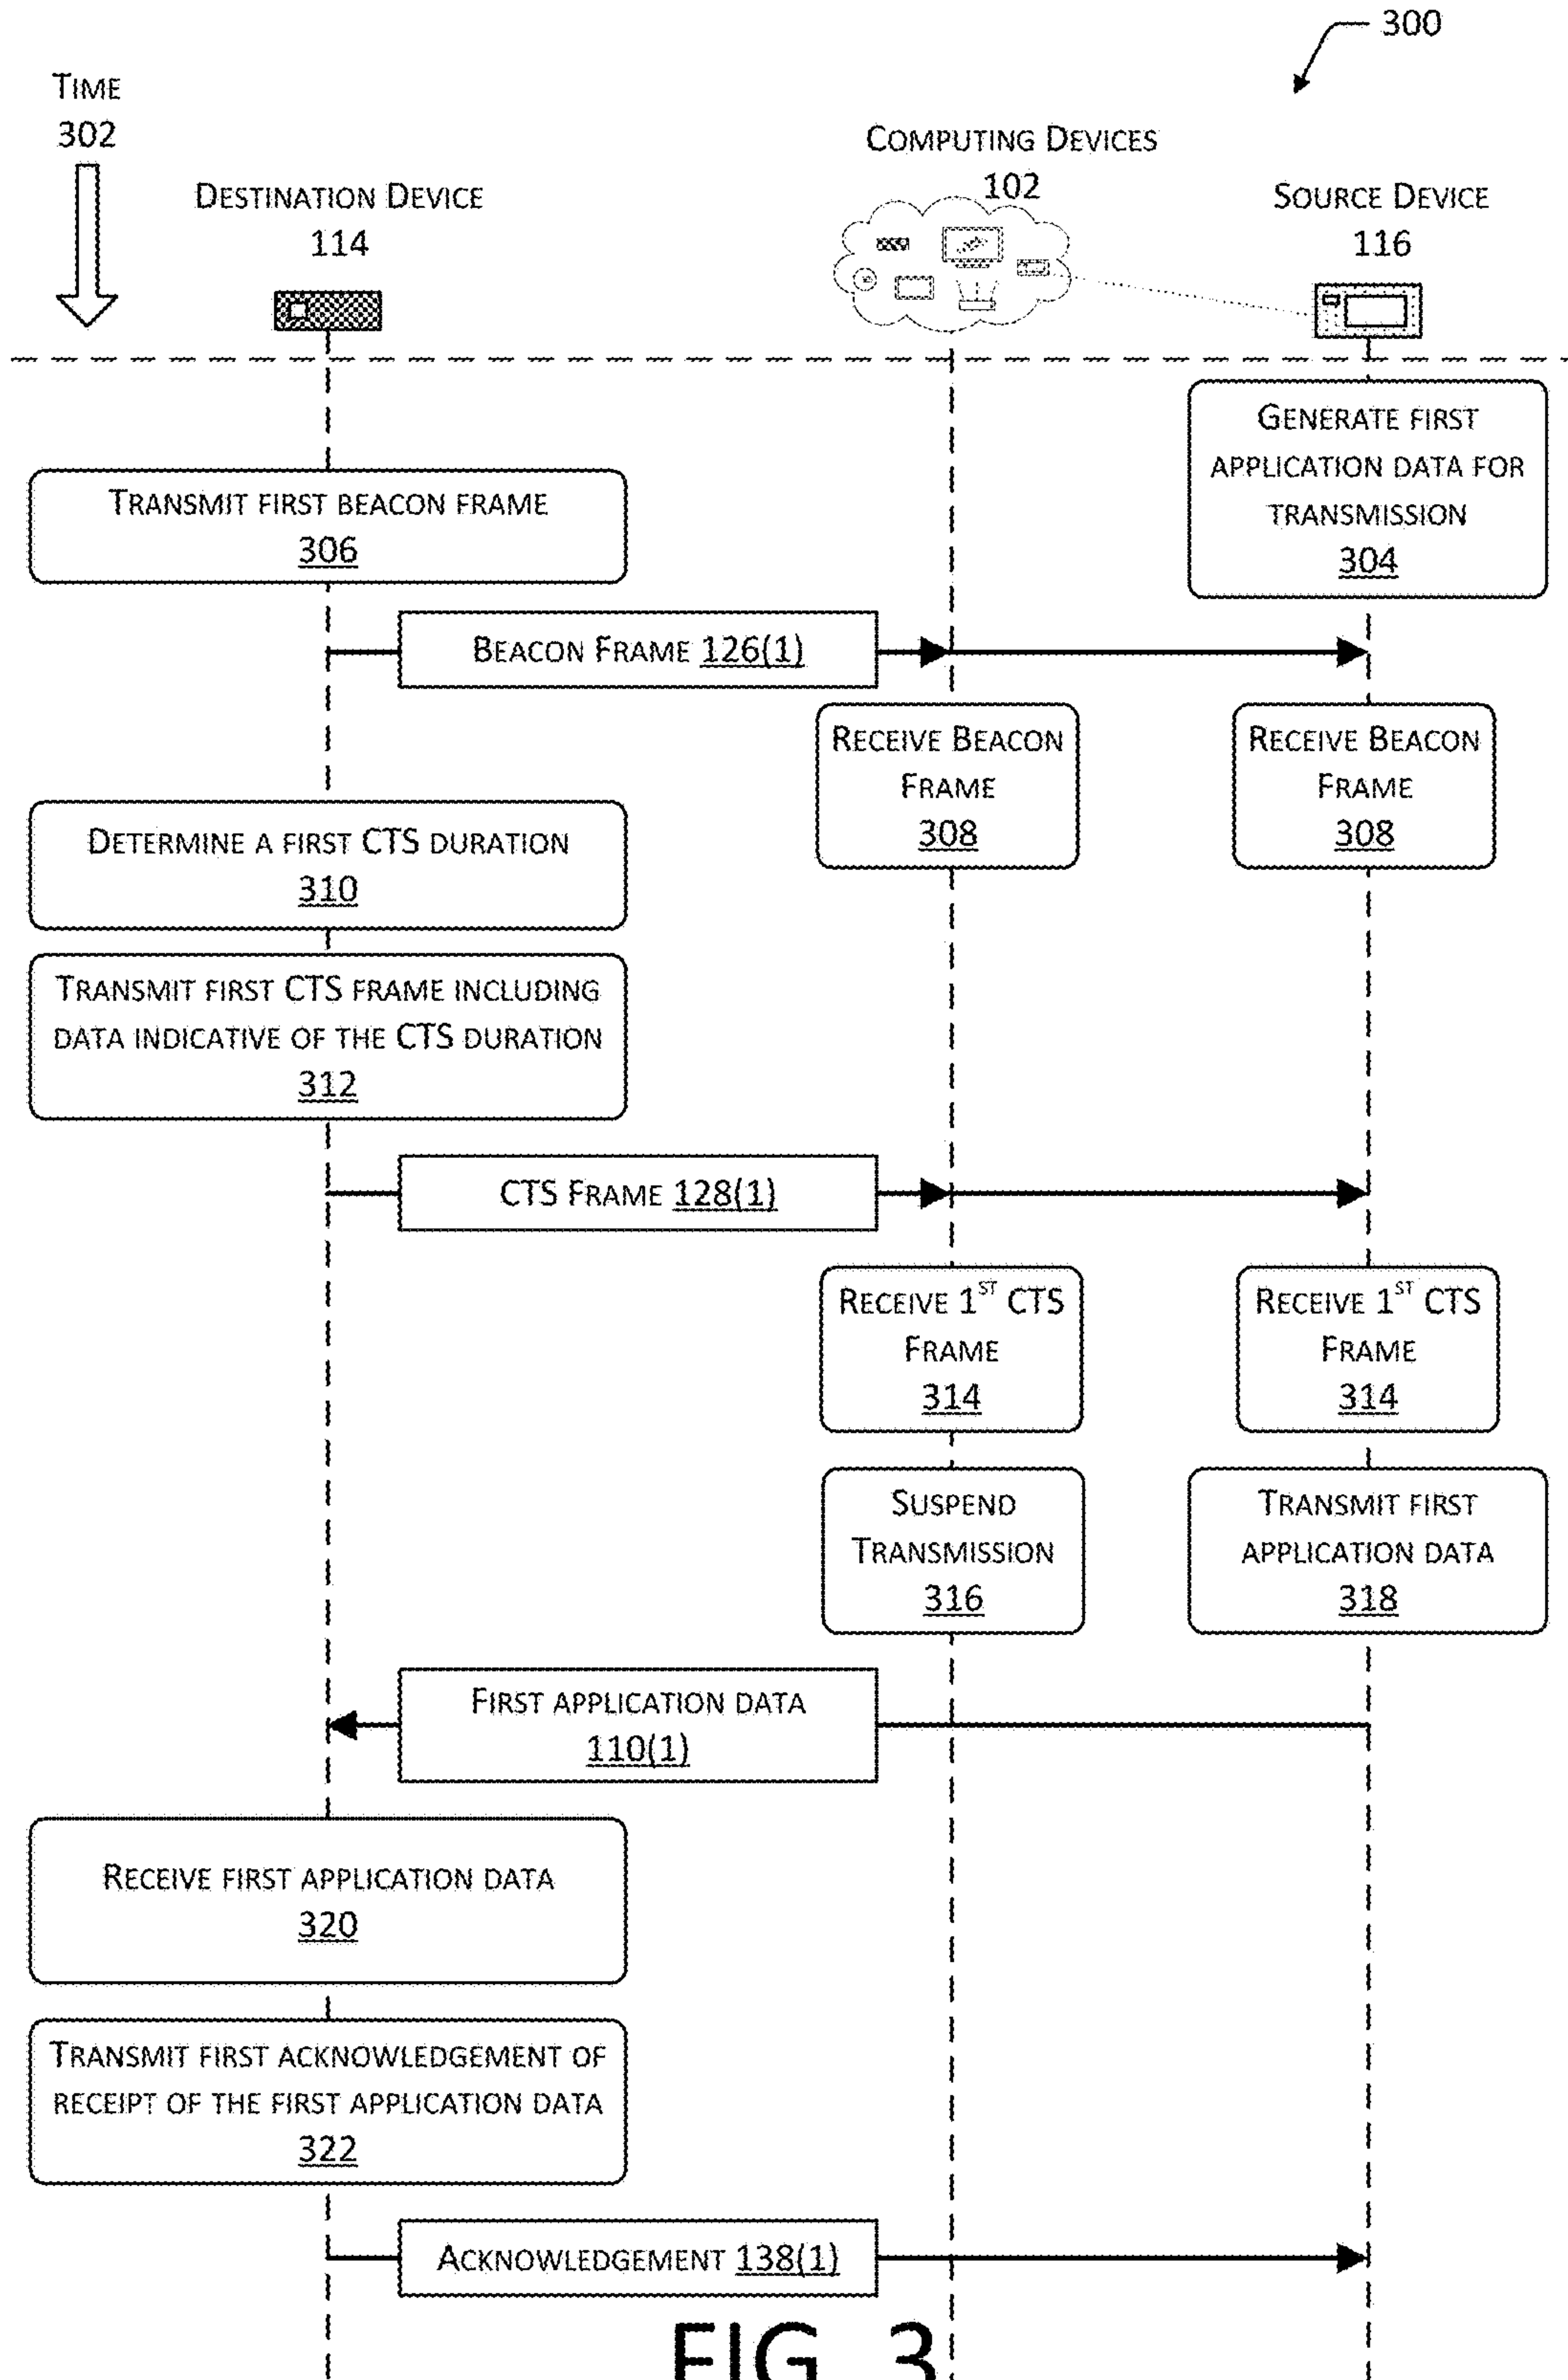 300
TIME
302
COMPUTING DEVICES
102
DESTINATION DEVICE
114
SOURCE DEVICE
116
GENERATE FIRST
APPLICATION DATA FOR
TRANSMISSION
304
TRANSMIT FIRST BEACON FRAME
306
BEACON FRAME 126(1)
RECEIVE BEACON
FRAME
308
RECEIVE BEACON
FRAME
308
DETERMINE A FIRST CTS DURATION
310
TRANSMIT FIRST CTS FRAME INCLUDING
DATA INDICATIVE OF THE CTS DURATION
312
CTS FRAME 128(1)
RECEIVE 1ST CTS
FRAME
314
RECEIVE 1ST CTS
FRAME
314
SUSPEND
TRANSMISSION
316
TRANSMIT FIRST
APPLICATION DATA
318
FIRST APPLICATION DATA
110(1)
RECEIVE FIRST APPLICATION DATA
320
TRANSMIT FIRST ACKNOWLEDGEMENT OF
RECEIPT OF THE FIRST APPLICATION DATA
322
ACKNOWLEDGEMENT 138(1)
FIG. 3